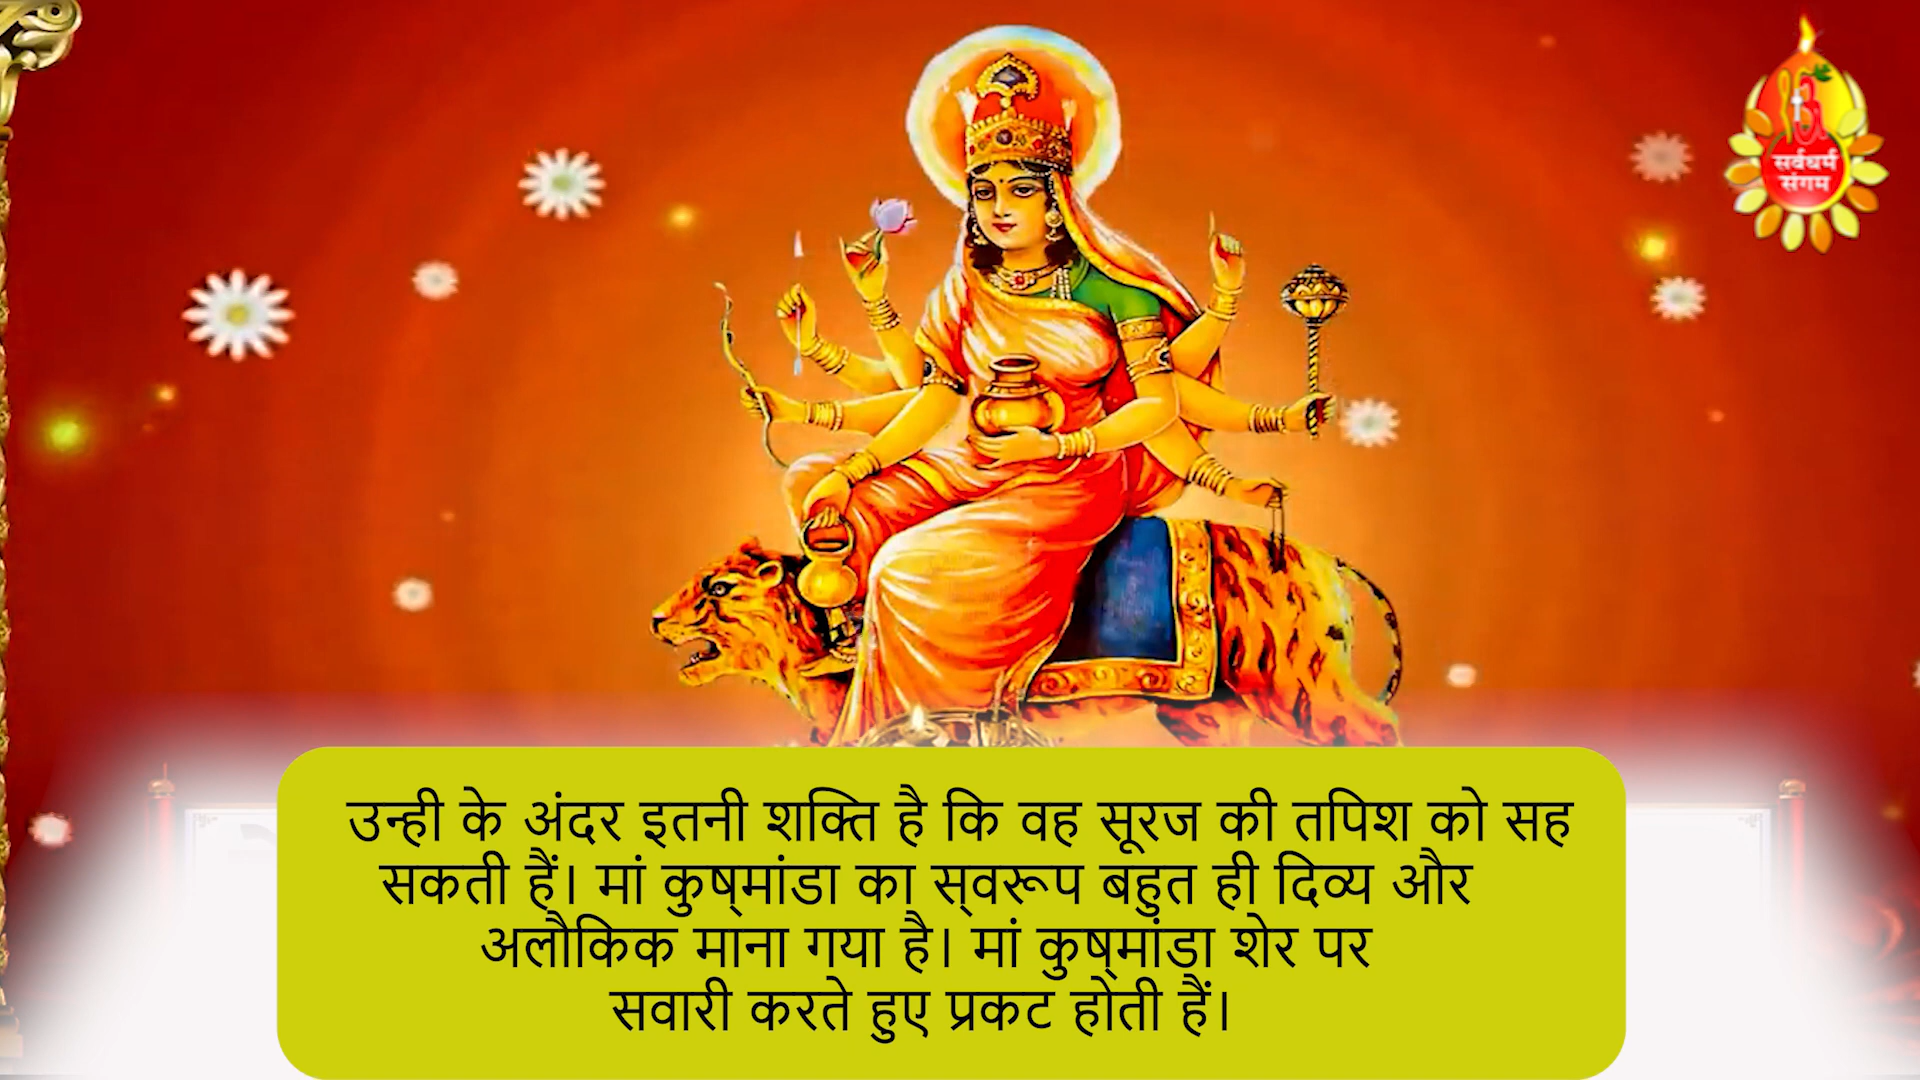 सर्वधर्म
संगम
उन्ही के अंदर इतनी शक्ति है कि वह सूरज की तपिश को सह
सकती हैं। मां कुष्मांडा का स्वरूप बहुत ही दिव्य और
अलौकिक माना गया है। मां कुष्मांडा शेर पर
सवारी करते हुए प्रकट होती हैं।